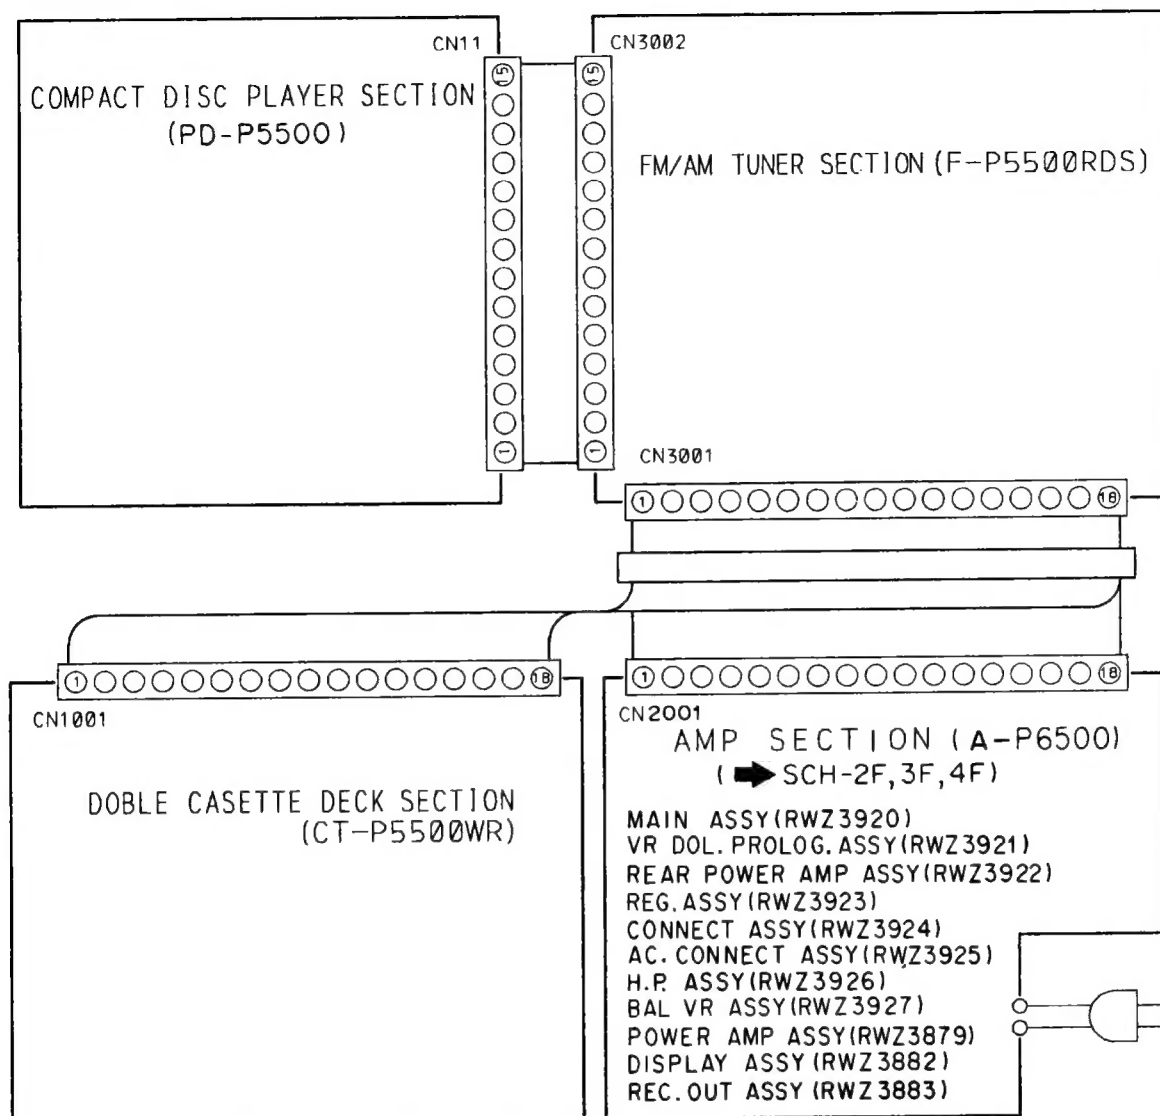 CN11
15
COMPACT DISC PLAYER SECTION
(PD-P5500)
1
CN3002
15
FM/AM TUNER SECTION (F-P5500RDS)
1
CN3001
1 18
1 18
CN1001
DOBLE CASETTE DECK SECTION
(CT-P5500WR)
1 18
CN2001
AMP SECTION (A-P6500)
(➡ SCH-2F,3F,4F)
MAIN ASSY(RWZ3920)
VR DOL. PROLOG. ASSY(RWZ3921)
REAR POWER AMP ASSY(RWZ3922)
REG. ASSY(RWZ3923)
CONNECT ASSY(RWZ3924)
AC. CONNECT ASSY(RWZ3925)
H.P. ASSY(RWZ3926)
BAL VR ASSY(RWZ3927)
POWER AMP ASSY(RWZ3879)
DISPLAY ASSY (RWZ3882)
REC. OUT ASSY (RWZ3883)